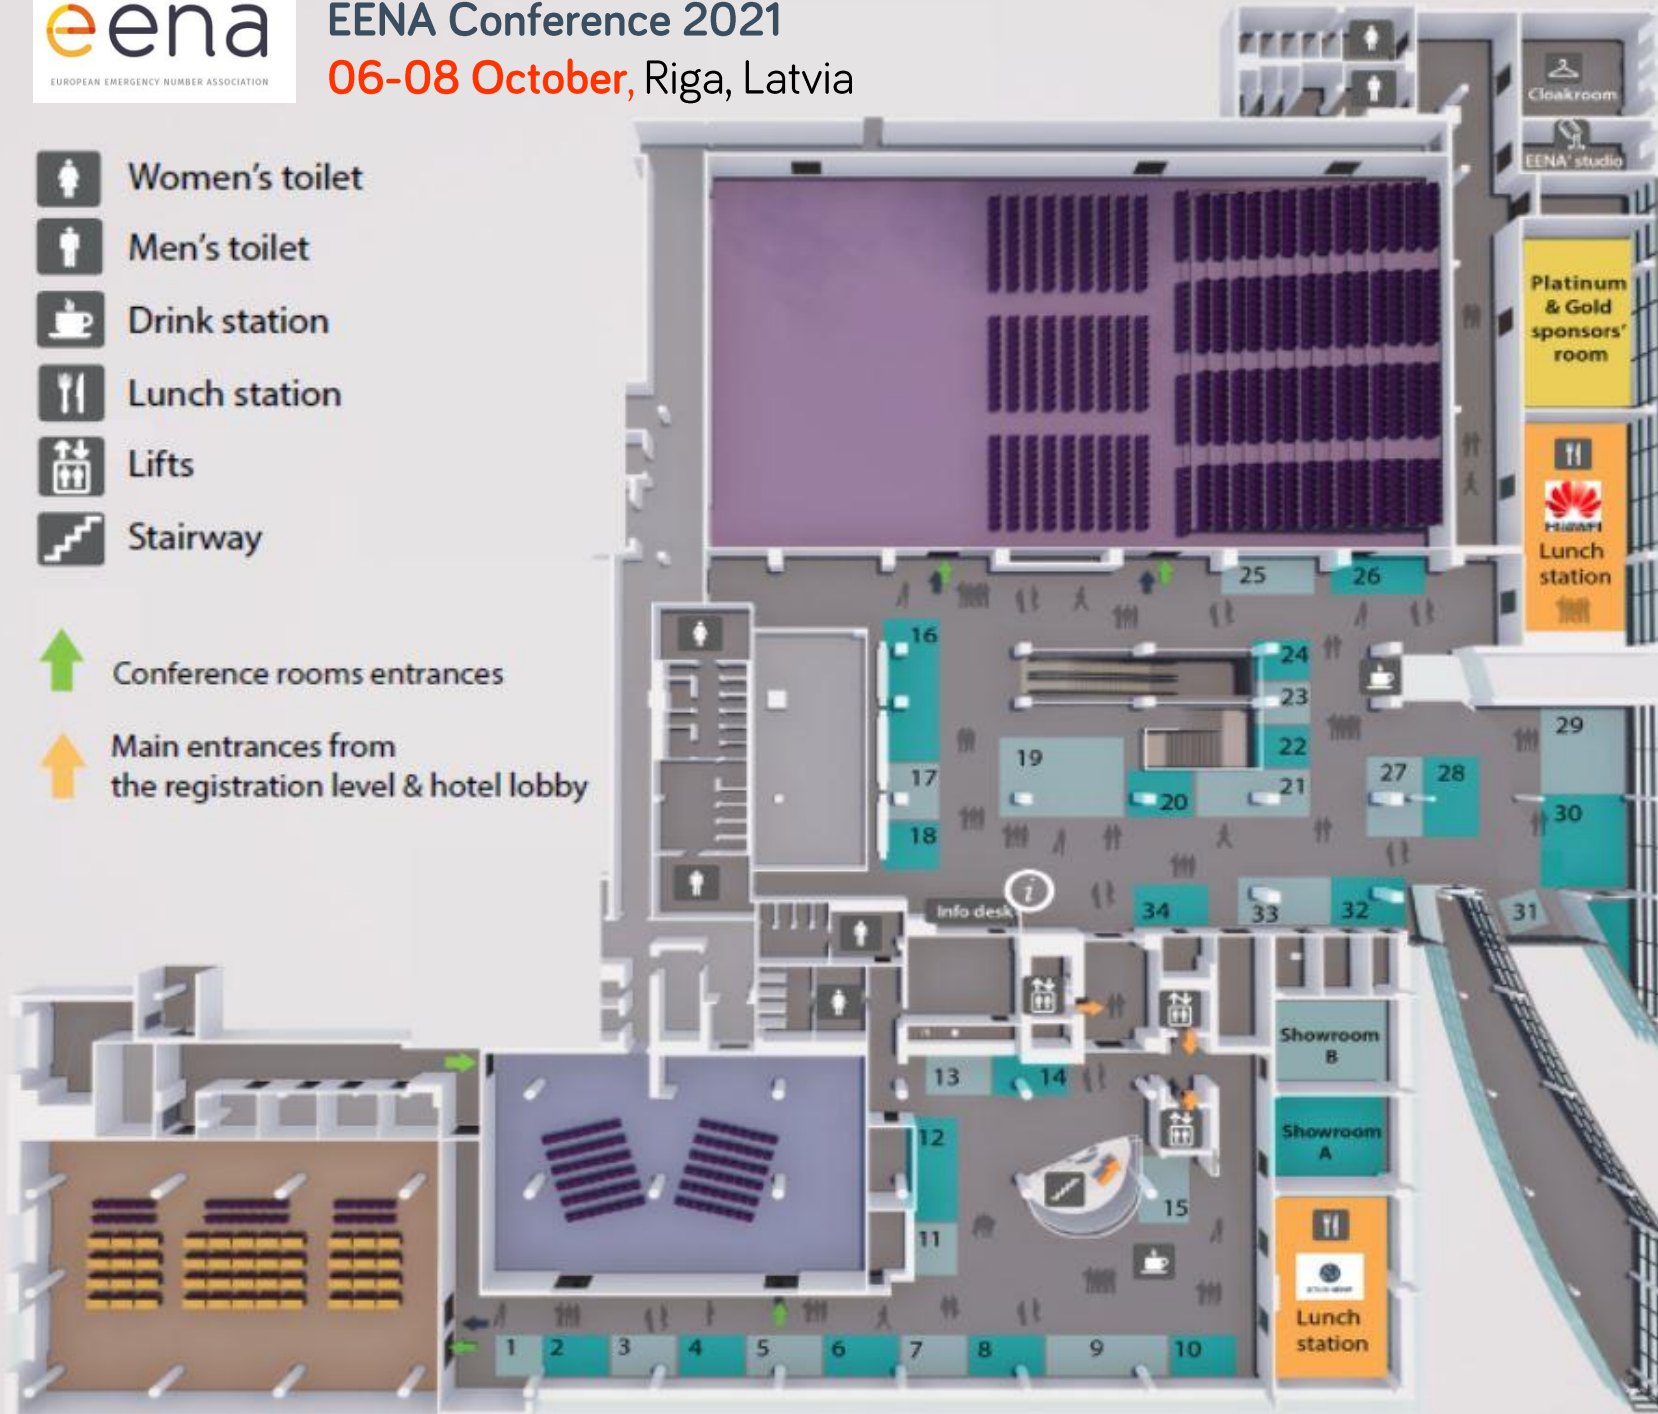 eena
EUROPEAN EMERGENCY NUMBER ASSOCIATION
EENA Conference 2021
06-08 October, Riga, Latvia
Women's toilet
Men's toilet
Drink station
Lunch station
Lifts
Stairway
Conference rooms entrances
Main entrances from
the registration level & hotel lobby
Cloakroom
EENA' studio
Platinum
& Gold
sponsors'
room
HUAWEI
Lunch
station
25
26
16
24
23
22
19
17
20
21
27
28
29
30
18
i
Info desk
34
33
32
31
13
14
Showroom
B
12
Showroom
A
15
11
Lunch
station
1
2
3
4
5
6
7
8
9
10